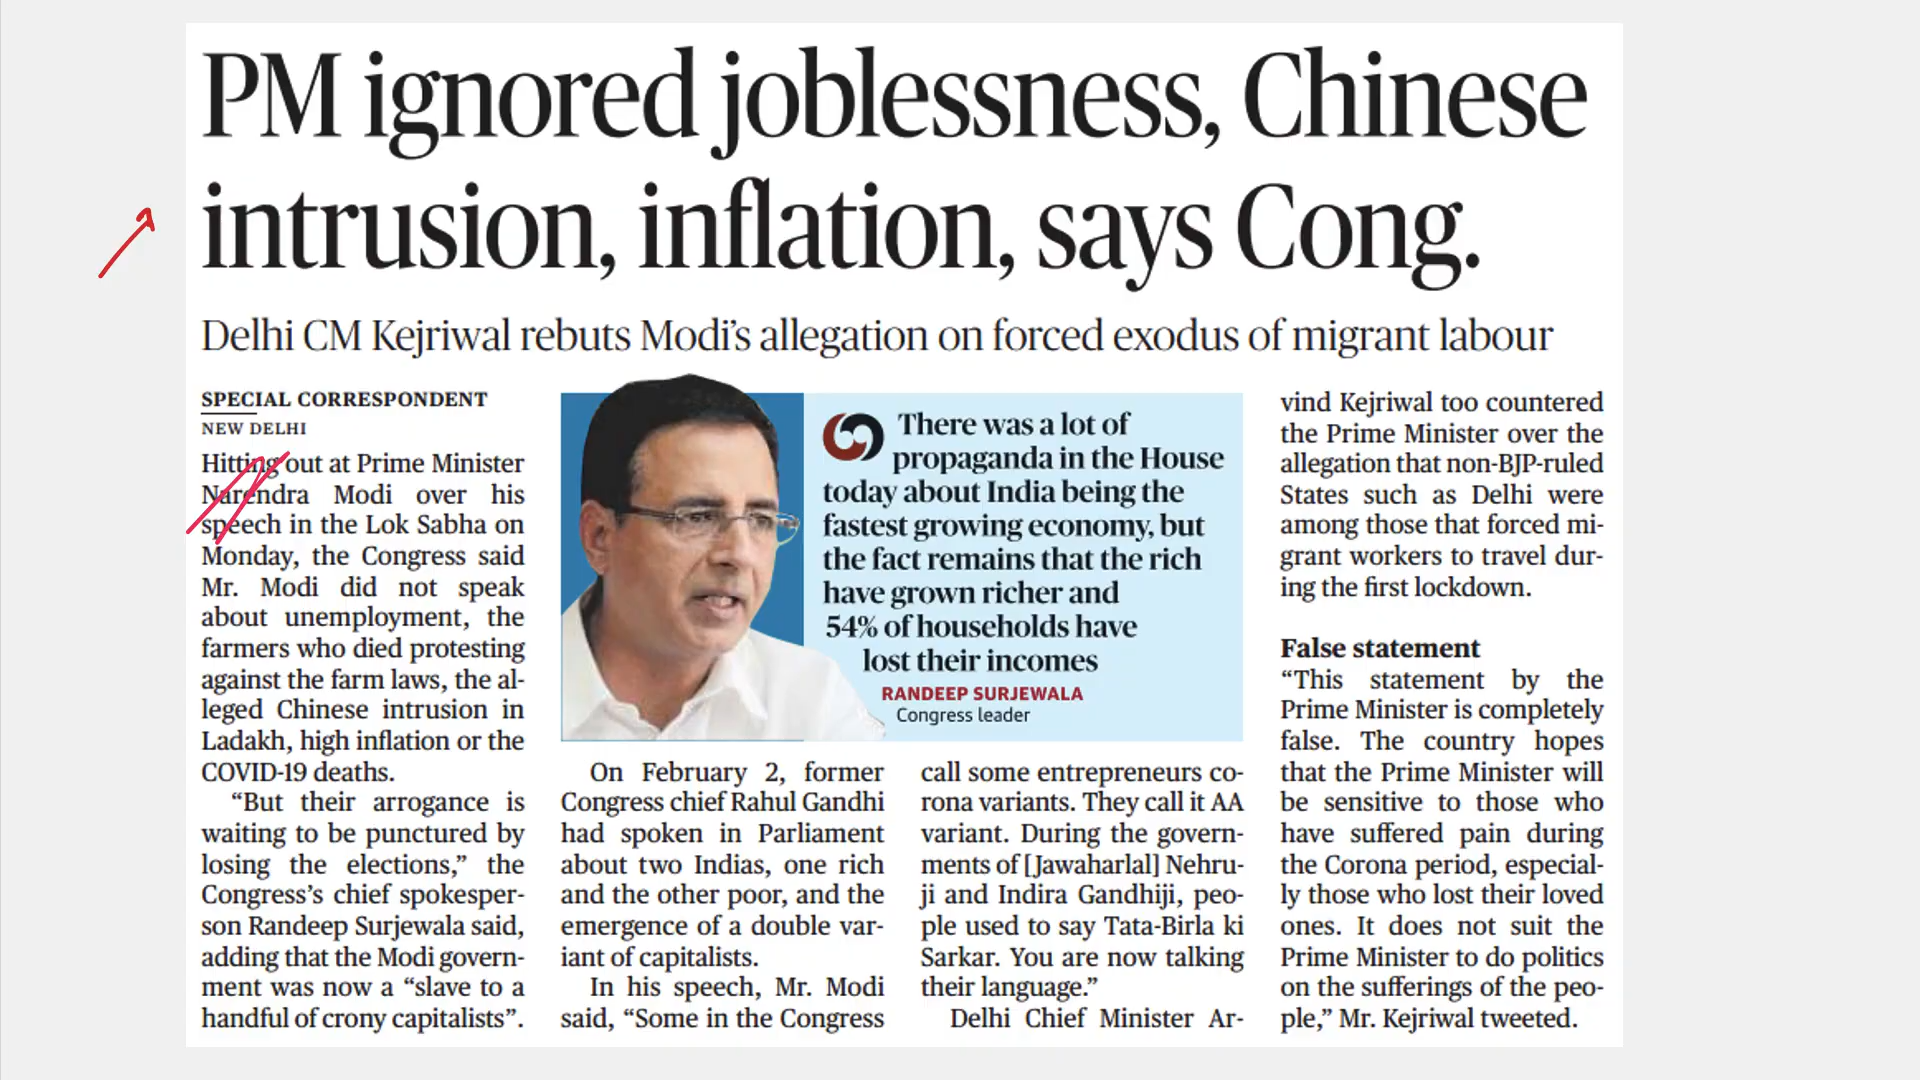 PM ignored joblessness, Chinese
intrusion, inflation, says Cong.
Delhi CM Kejriwal rebuts Modi's allegation on forced exodus of migrant labour
SPECIAL CORRESPONDENT
NEW DELHI
Hitting out at Prime Minister
Narendra Modi over his
speech in the Lok Sabha on
Monday, the Congress said
Mr. Modi did not speak
about unemployment, the
farmers who died protesting
against the farm laws, the al-
leged Chinese intrusion in
Ladakh, high inflation or the
COVID-19 deaths.
“But their arrogance is
waiting to be punctured by
losing the elections,” the
Congress’s chief spokesper-
son Randeep Surjewala said,
adding that the Modi govern-
ment was now a “slave to a
handful of crony capitalists”.
There was a lot of
propaganda in the House
today about India being the
fastest growing economy, but
the fact remains that the rich
have grown richer and
54% of households have
lost their incomes
RANDEEP SURJEWALA
Congress leader
On February 2, former
Congress chief Rahul Gandhi
had spoken in Parliament
about two Indias, one rich
and the other poor, and the
emergence of a double var-
iant of capitalists.
In his speech, Mr. Modi
said, “Some in the Congress
call some entrepreneurs co-
rona variants. They call it AA
variant. During the govern-
ments of [Jawaharlal] Nehru-
ji and Indira Gandhiji, peo-
ple used to say Tata-Birla ki
Sarkar. You are now talking
their language.”
Delhi Chief Minister Ar-
vind Kejriwal too countered
the Prime Minister over the
allegation that non-BJP-ruled
States such as Delhi were
among those that forced mi-
grant workers to travel dur-
ing the first lockdown.
False statement
“This statement by the
Prime Minister is completely
false. The country hopes
that the Prime Minister will
be sensitive to those who
have suffered pain during
the Corona period, especial-
ly those who lost their loved
ones. It does not suit the
Prime Minister to do politics
on the sufferings of the peo-
ple,” Mr. Kejriwal tweeted.